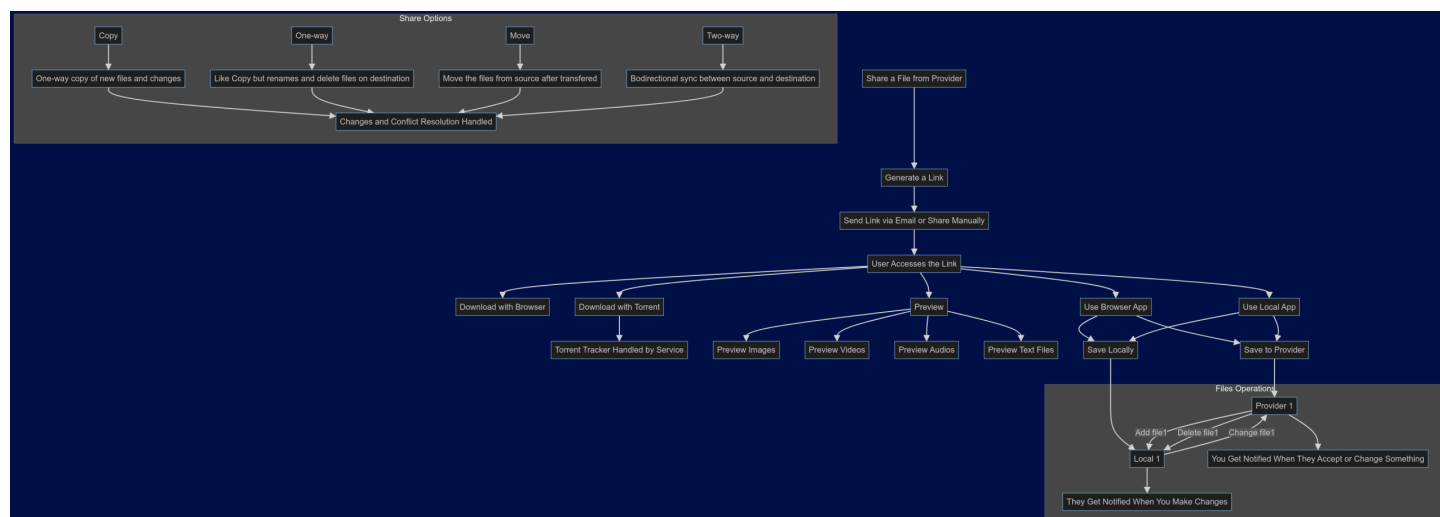 Share Options
Copy
One-way
Move
Two-way
One-way copy of new files and changes
Like Copy but renames and delete files on destination
Move the files from source after transfered
Bodirectional sync between source and destination
Changes and Conflict Resolution Handled
Share a File from Provider
Generate a Link
Send Link via Email or Share Manually
User Accesses the Link
Download with Browser
Download with Torrent
Preview
Use Browser App
Use Local App
Torrent Tracker Handled by Service
Preview Images
Preview Videos
Preview Audios
Preview Text Files
Save Locally
Save to Provider
Files Operations
Provider 1
Add file1
Delete file1
Change file1
Local 1
You Get Notified When They Accept or Change Something
They Get Notified When You Make Changes